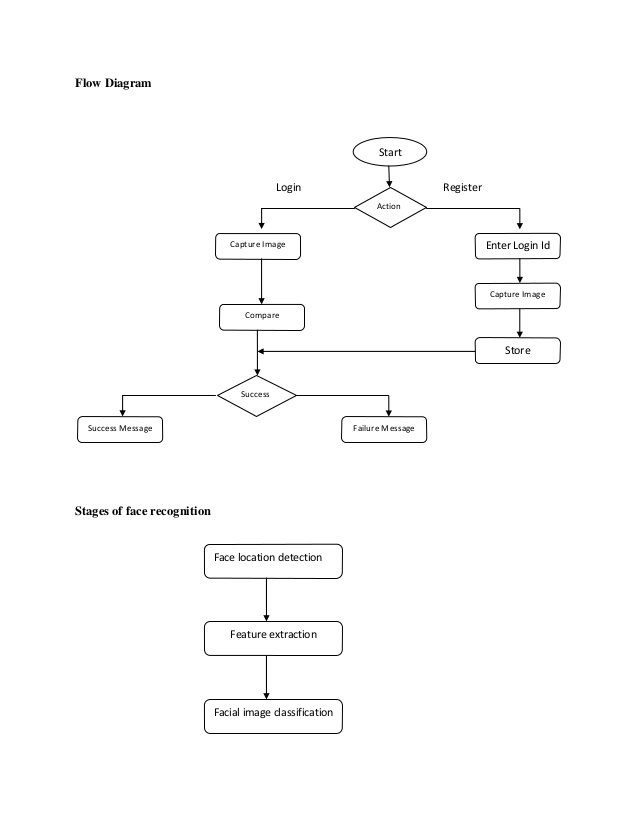 Flow Diagram
Start
Login
Register
Action
Capture Image
Enter Login Id
Capture Image
Compare
Store
Success
Success Message
Failure Message
Stages of face recognition
Face location detection
Feature extraction
Facial image classification